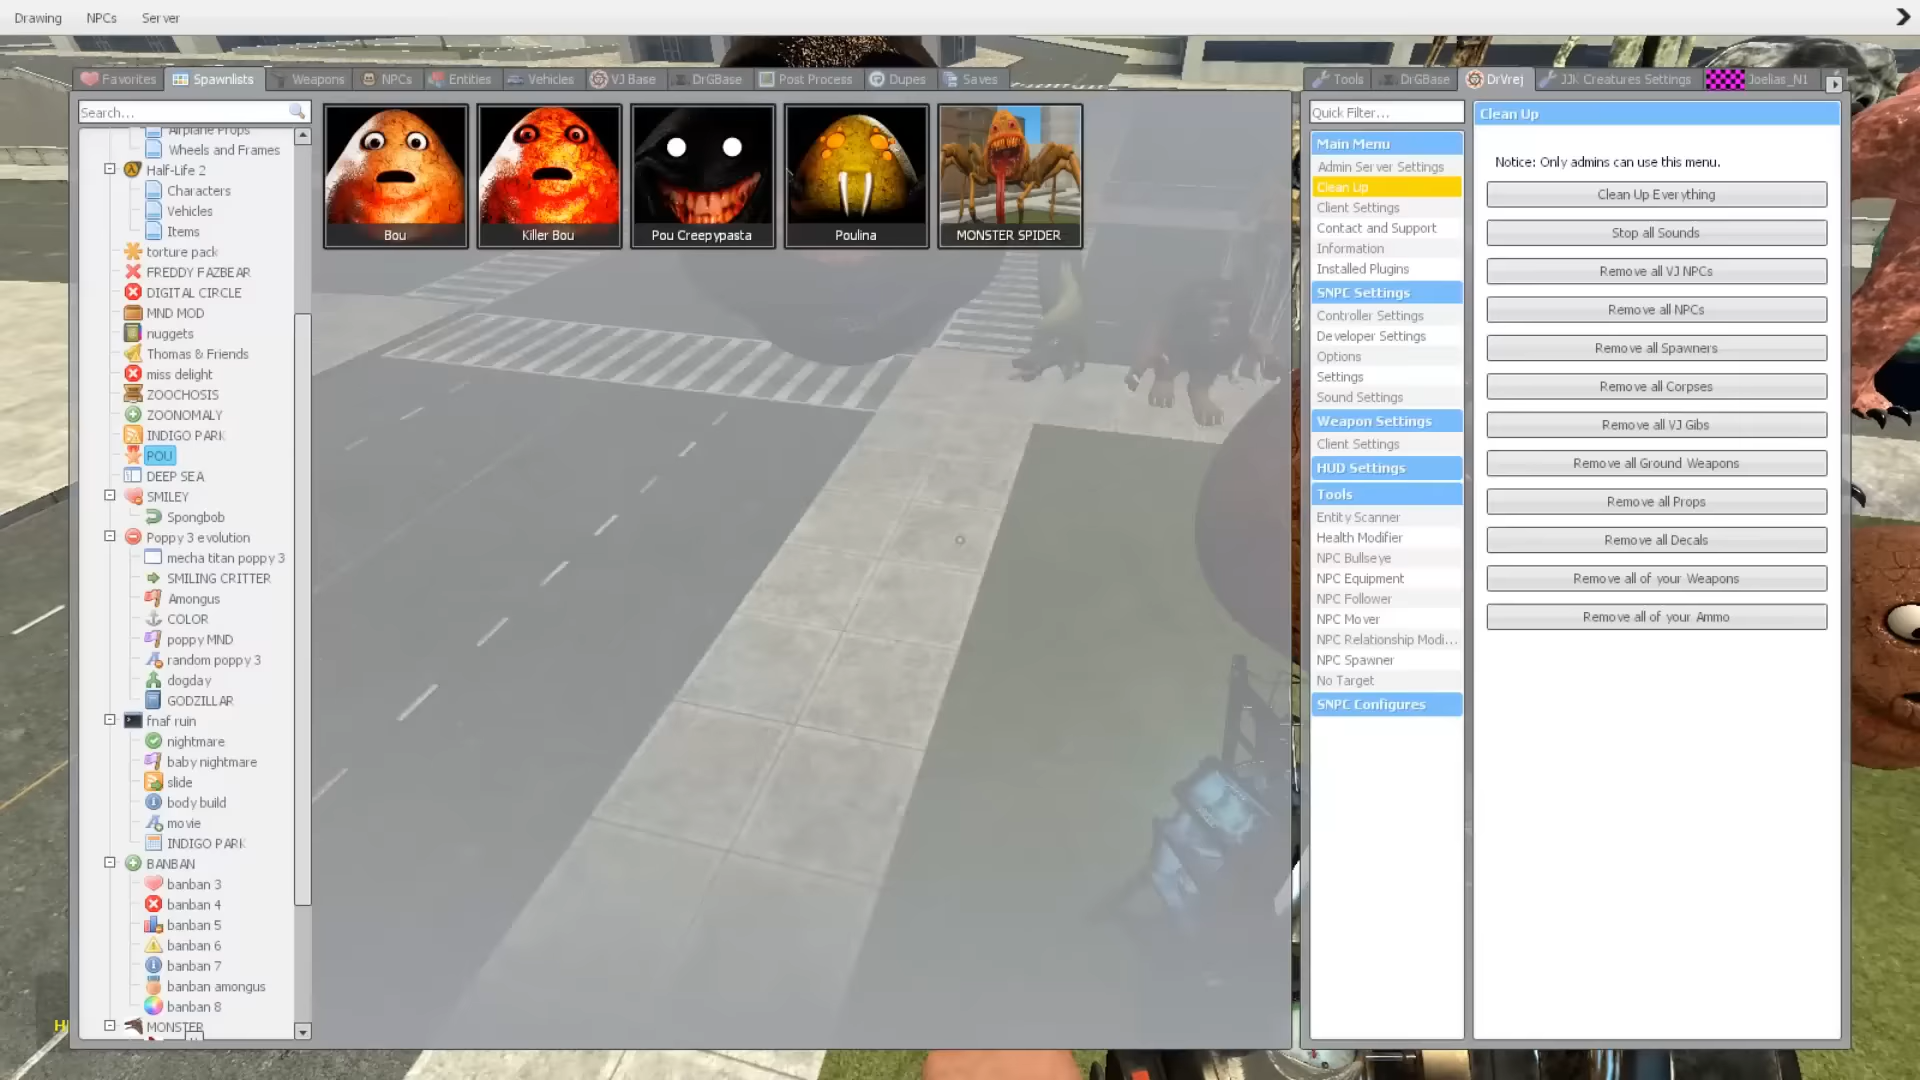 Drawing NPCs Server
Favorites Spawnlists Weapons NPCs Entities Vehicles VJ Base DrGBase Post Process Dupes Saves
Search...
Airplane Props
Wheels and Frames
Half-Life 2
Characters
Vehicles
Items
torture pack
FREDDY FAZBEAR
DIGITAL CIRCLE
MND MOD
nuggets
Thomas & Friends
miss delight
ZOOCHOSIS
ZOONOMALY
INDIGO PARK
POU
DEEP SEA
SMILEY
Spongbob
Poppy 3 evolution
mecha titan poppy 3
SMILING CRITTER
Amongus
COLOR
poppy MND
random poppy 3
dogday
GODZILLAR
fnaf ruin
nightmare
baby nightmare
slide
body build
movie
INDIGO PARK
BANBAN
banban 3
banban 4
banban 5
banban 6
banban 7
banban amongus
banban 8
MONSTER
Bou
Killer Bou
Pou Creepypasta
Poulina
MONSTER SPIDER
Tools DrGBase DrVrej JJK Creatures Settings Joelias_N1
Quick Filter...
Main Menu
Admin Server Settings
Clean Up
Client Settings
Contact and Support
Information
Installed Plugins
SNPC Settings
Controller Settings
Developer Settings
Options
Settings
Sound Settings
Weapon Settings
Client Settings
HUD Settings
Tools
Entity Scanner
Health Modifier
NPC Bullseye
NPC Equipment
NPC Follower
NPC Mover
NPC Relationship Modi...
NPC Spawner
No Target
SNPC Configures
Clean Up
Notice: Only admins can use this menu.
Clean Up Everything
Stop all Sounds
Remove all VJ NPCs
Remove all NPCs
Remove all Spawners
Remove all Corpses
Remove all VJ Gibs
Remove all Ground Weapons
Remove all Props
Remove all Decals
Remove all of your Weapons
Remove all of your Ammo